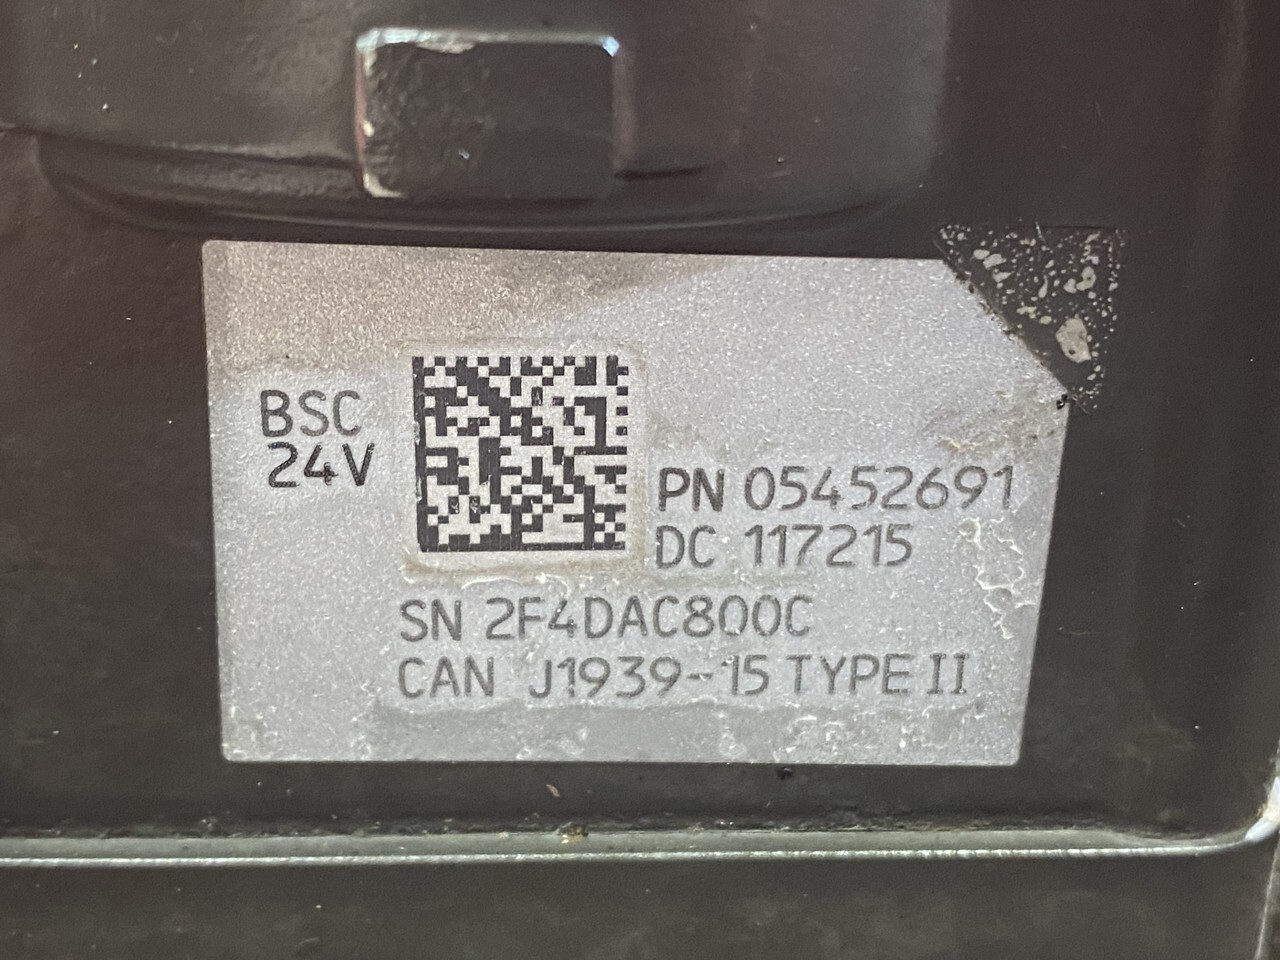 BSC
24V
PN 05452691
DC 117215
SN 2F4DAC800C
CAN J1939-15 TYPE II